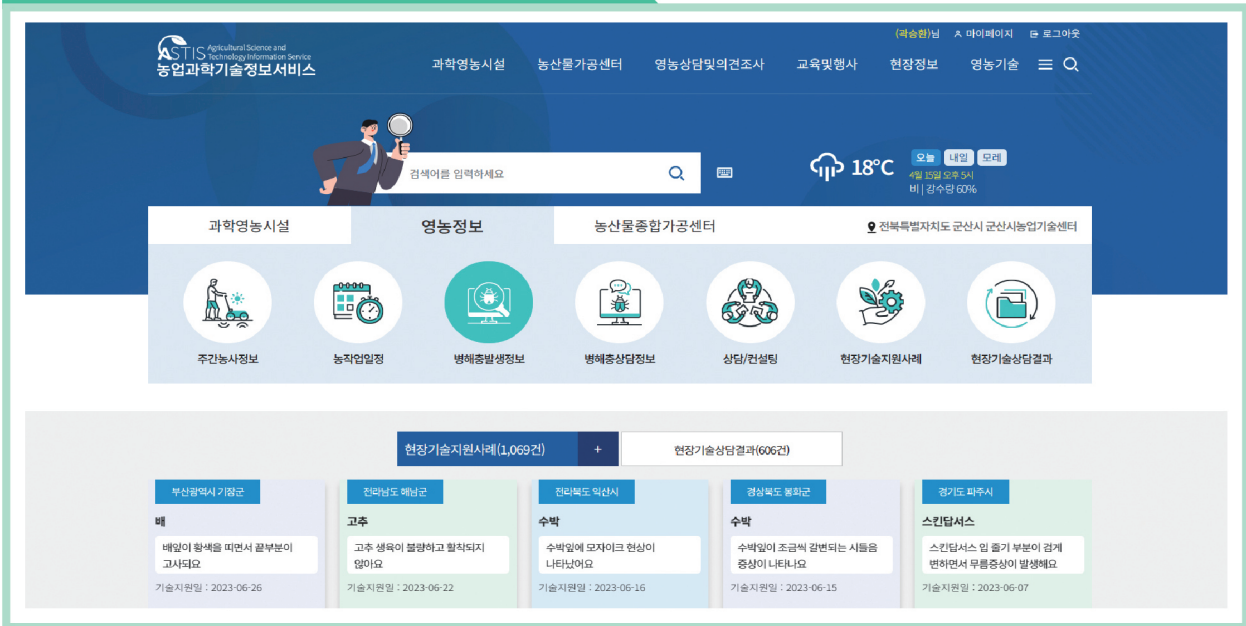 (곽승환)님 마이페이지 로그아웃
ASTIS Agricultural Science and
Technology Information Service
농업과학기술정보서비스
과학영농시설 농산물가공센터 영농상담및의견조사 교육및행사 현장정보 영농기술
검색어를 입력하세요
18°C
오늘 내일 모레
4월 15일 오후 5시
비 | 강수량 60%
과학영농시설 영농정보 농산물종합가공센터 전북특별자치도 군산시 군산시농업기술센터
주간농사정보 농작업일정 병해충발생정보 병해충상담정보 상담/컨설팅 현장기술지원사례 현장기술상담결과
현장기술지원사례(1,069건) + 현장기술상담결과(606건)
부산광역시 기장군
배
배잎이 황색을 띠면서 끝부분이
고사되요
기술지원일 : 2023-06-26
전라남도 해남군
고추
고추 생육이 불량하고 활착되지
않아요
기술지원일 : 2023-06-22
전라북도 익산시
수박
수박잎에 모자이크 현상이
나타났어요
기술지원일 : 2023-06-16
경상북도 봉화군
수박
수박잎이 조금씩 갈변되는 시들음
증상이 나타나요
기술지원일 : 2023-06-15
경기도 파주시
스킨답서스
스킨답서스 입 줄기 부분이 검게
변하면서 무름증상이 발생해요
기술지원일 : 2023-06-07